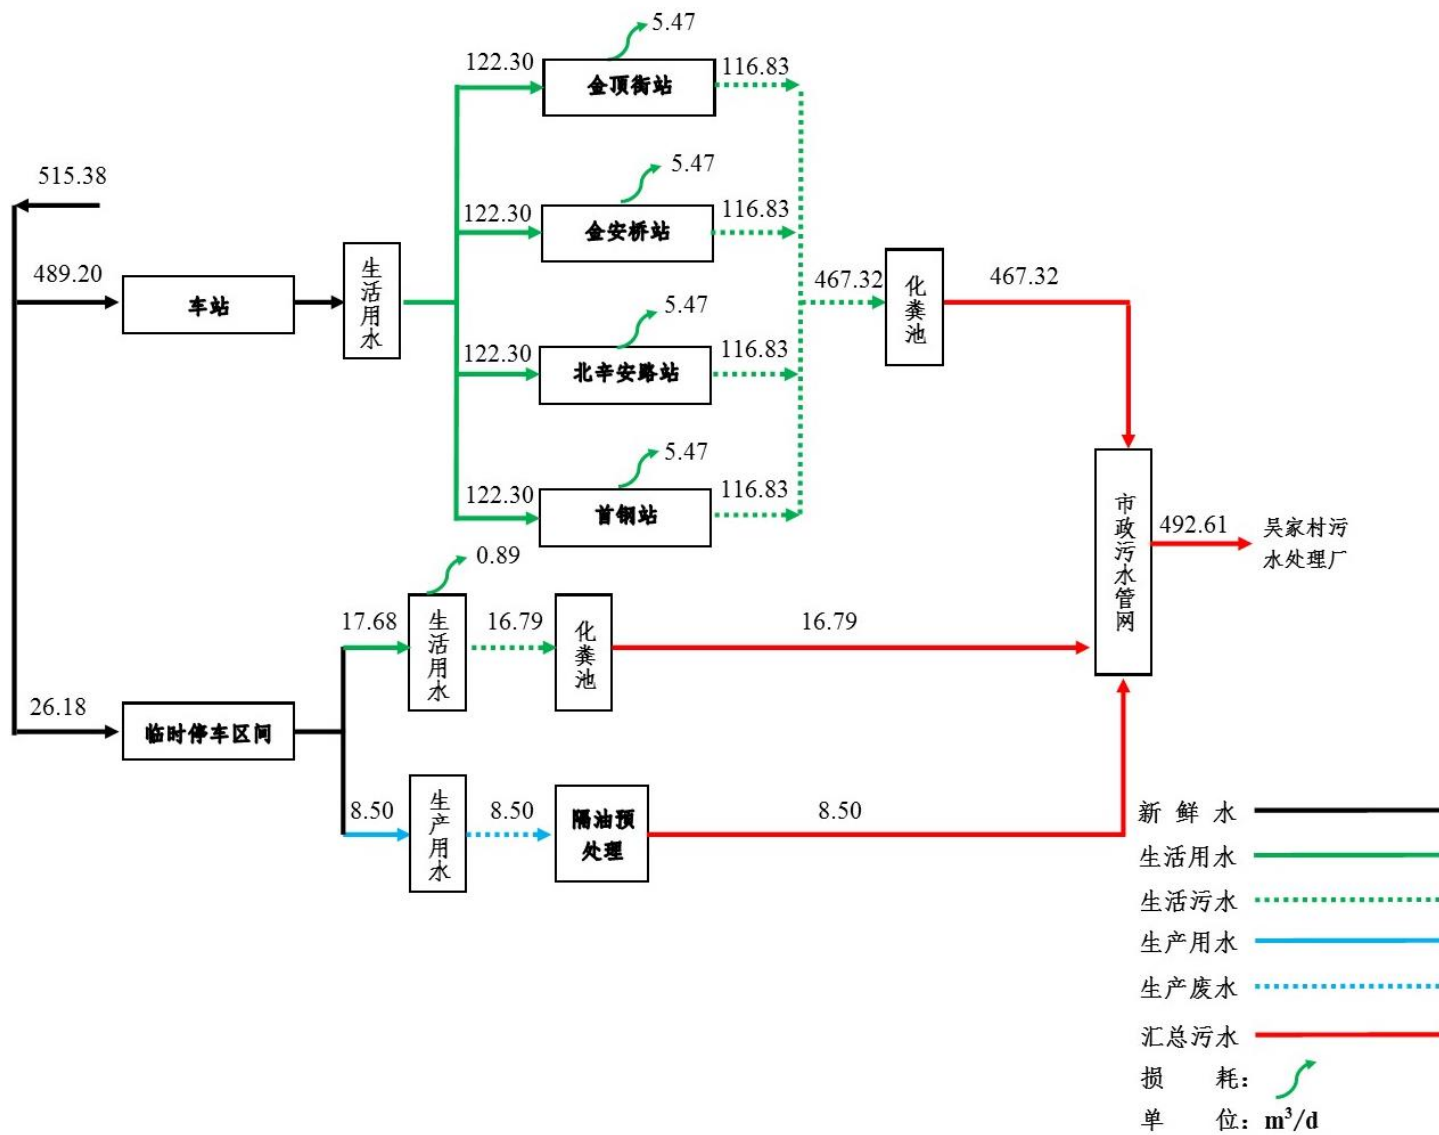 5.47
122.30
金顶街站
116.83
515.38
5.47
122.30
金安桥站
116.83
489.20
车站
生活用水
467.32
化粪池
467.32
5.47
122.30
北辛安路站
116.83
5.47
122.30
首钢站
116.83
市政污水管网
492.61
吴家村污
水处理厂
0.89
17.68
生活用水
16.79
化粪池
16.79
26.18
临时停车区间
8.50
生产用水
8.50
隔油预
处理
8.50
新鲜水
生活用水
生活污水
生产用水
生产废水
汇总污水
损 耗：
单 位：m³/d